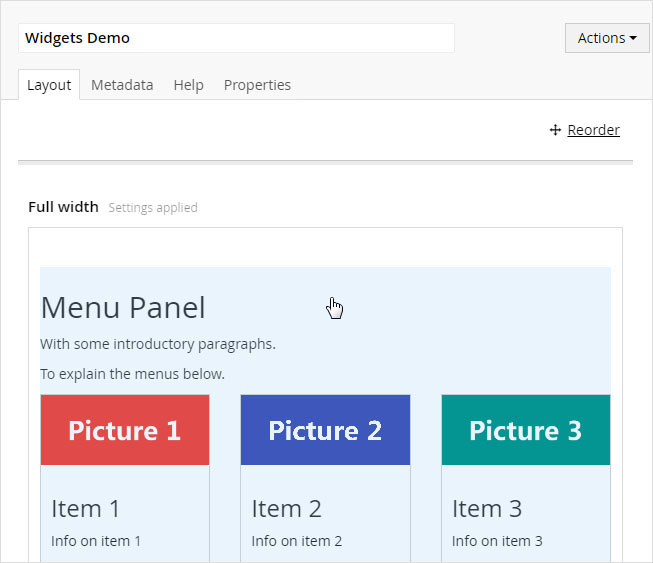 Widgets Demo
Actions
Layout Metadata Help Properties
Reorder
Full width Settings applied
Menu Panel
With some introductory paragraphs.
To explain the menus below.
Picture 1 Picture 2 Picture 3
Item 1 Item 2 Item 3
Info on item 1 Info on item 2 Info on item 3